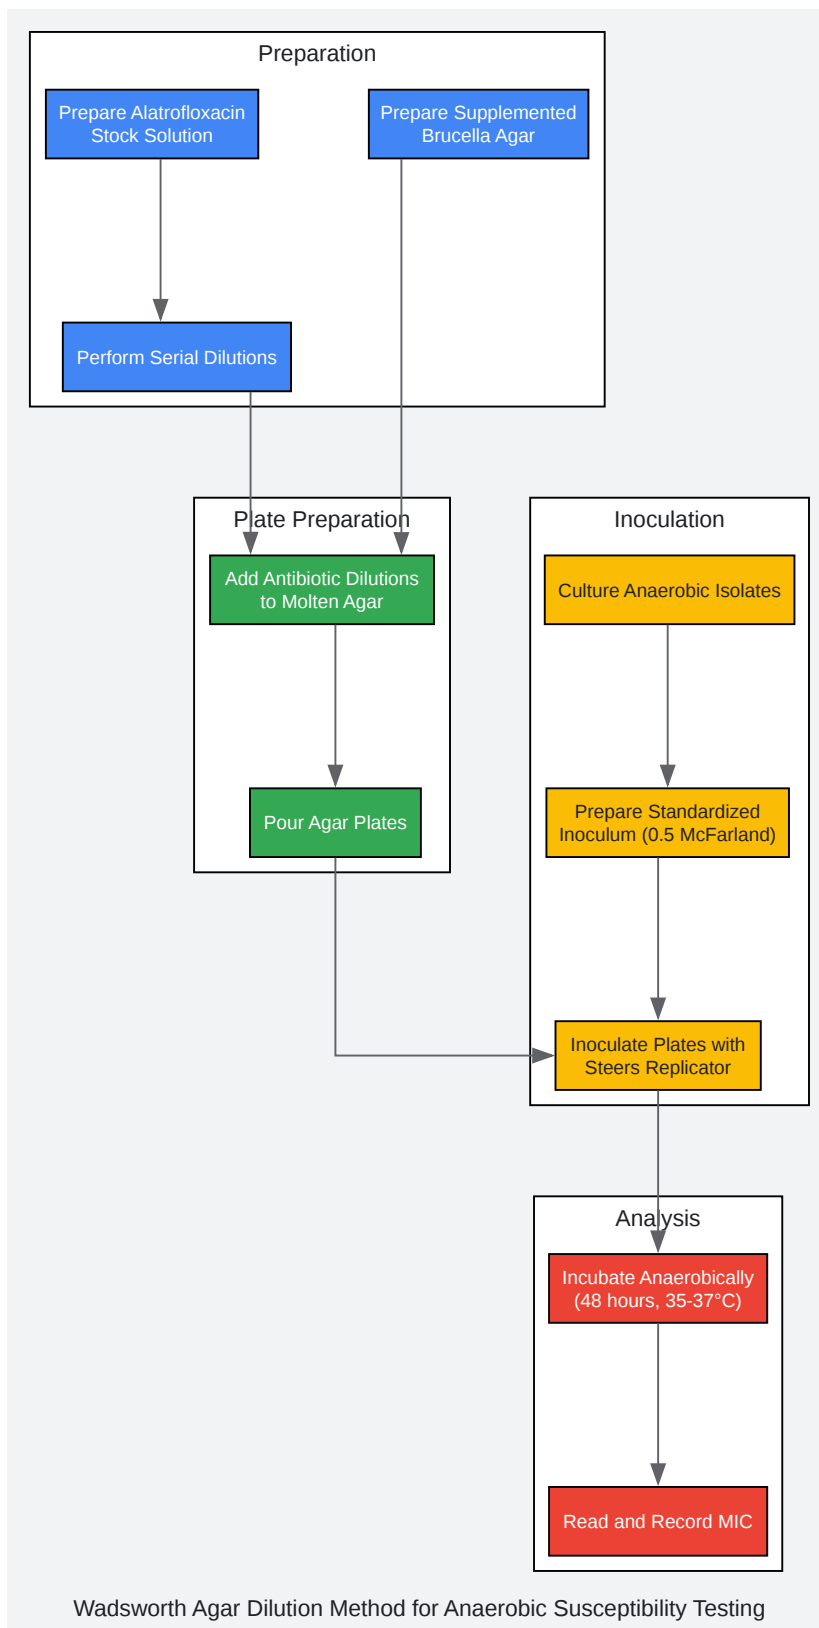 Preparation
Prepare Alatrofloxacin
Stock Solution
Prepare Supplemented
Brucella Agar
Perform Serial Dilutions
Plate Preparation
Add Antibiotic Dilutions
to Molten Agar
Pour Agar Plates
Inoculation
Culture Anaerobic Isolates
Prepare Standardized
Inoculum (0.5 McFarland)
Inoculate Plates with
Steers Replicator
Analysis
Incubate Anaerobically
(48 hours, 35-37°C)
Read and Record MIC
Wadsworth Agar Dilution Method for Anaerobic Susceptibility Testing